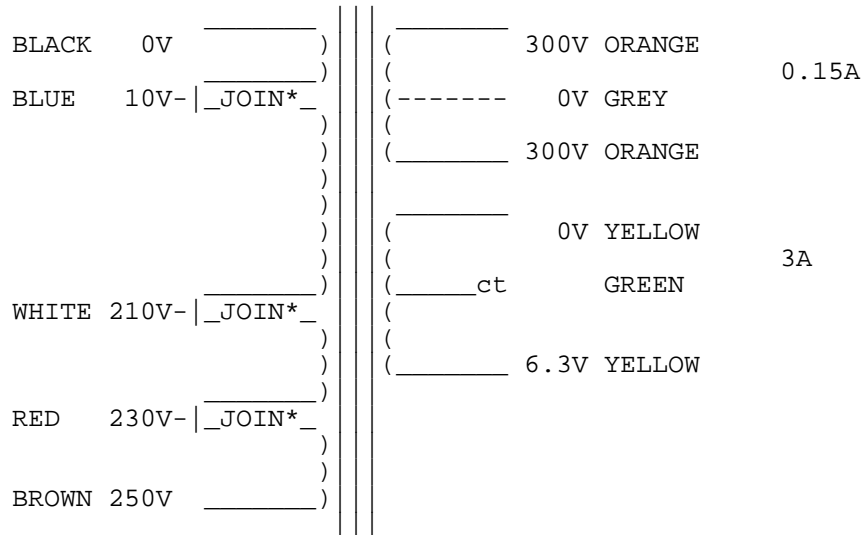 BLACK 0V 300V ORANGE
0.15A
BLUE 10V-|_JOIN*_ (------- 0V GREY
300V ORANGE
0V YELLOW
3A
ct GREEN
WHITE 210V-|_JOIN*_
6.3V YELLOW
RED 230V-|_JOIN*_
BROWN 250V